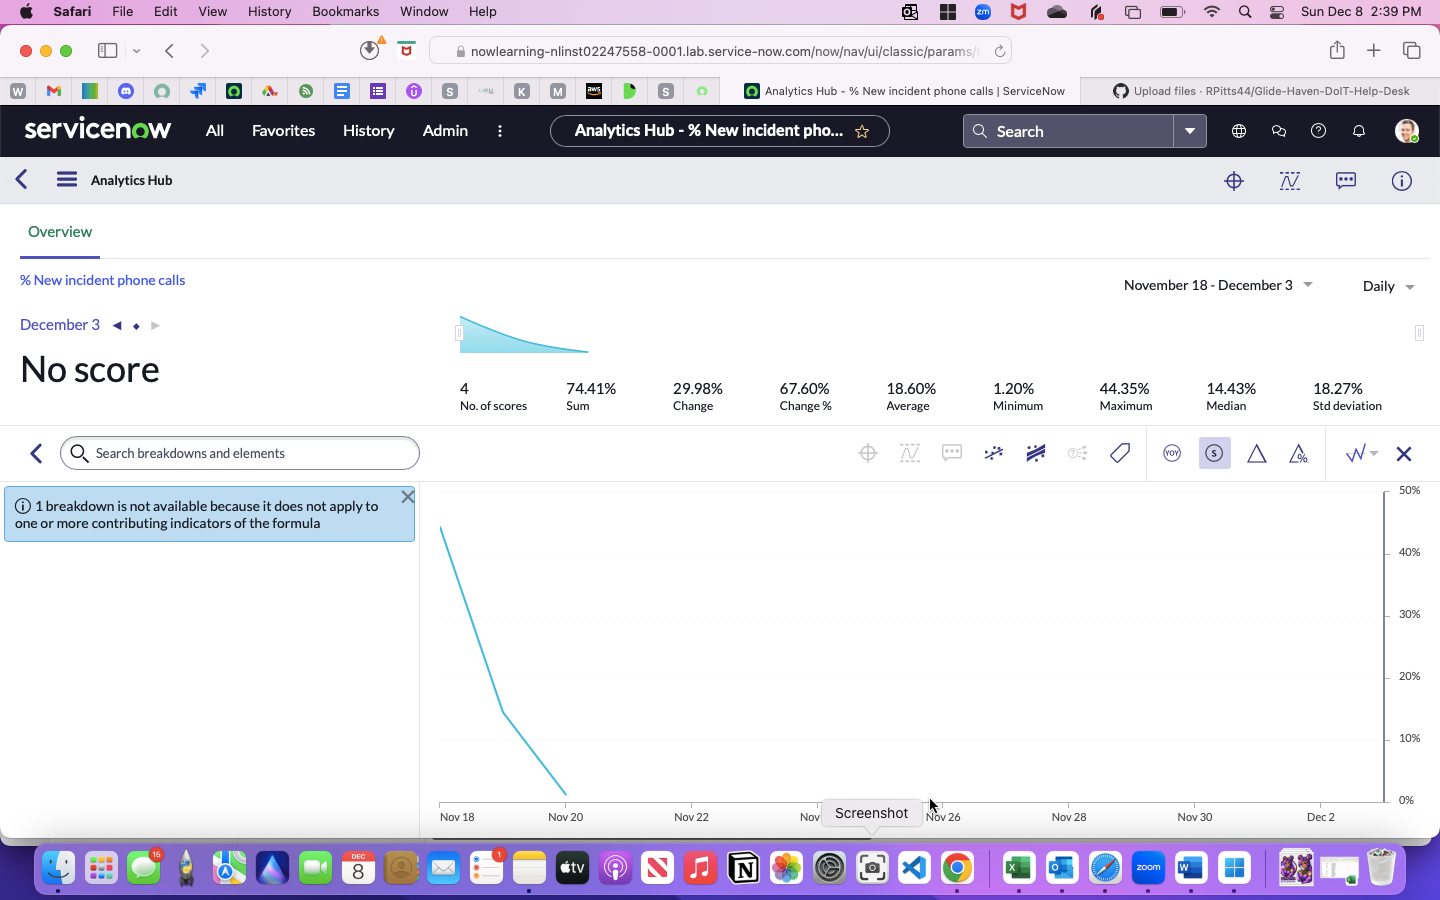 Safari File Edit View History Bookmarks Window Help zm Sun Dec 8 2:39 PM
nowlearning-nlinst02247558-0001.lab.service-now.com/now/nav/ui/classic/params/
W S S K M aws S Analytics Hub - % New incident phone calls | ServiceNow Upload files · RPitts44/Glide-Haven-DoIT-Help-Desk
servicenow All Favorites History Admin Analytics Hub - % New incident pho... Search
Analytics Hub
Overview
% New incident phone calls
November 18 - December 3 Daily
December 3
No score
4 74.41% 29.98% 67.60% 18.60% 1.20% 44.35% 14.43% 18.27%
No. of scores Sum Change Change % Average Minimum Maximum Median Std deviation
Search breakdowns and elements YOY S %
1 breakdown is not available because it does not apply to
one or more contributing indicators of the formula
50%
40%
30%
20%
10%
0%
Nov 18 Nov 20 Nov 22 Nov Nov 26 Nov 28 Nov 30 Dec 2
Screenshot
15 DEC 8 1 tv zoom